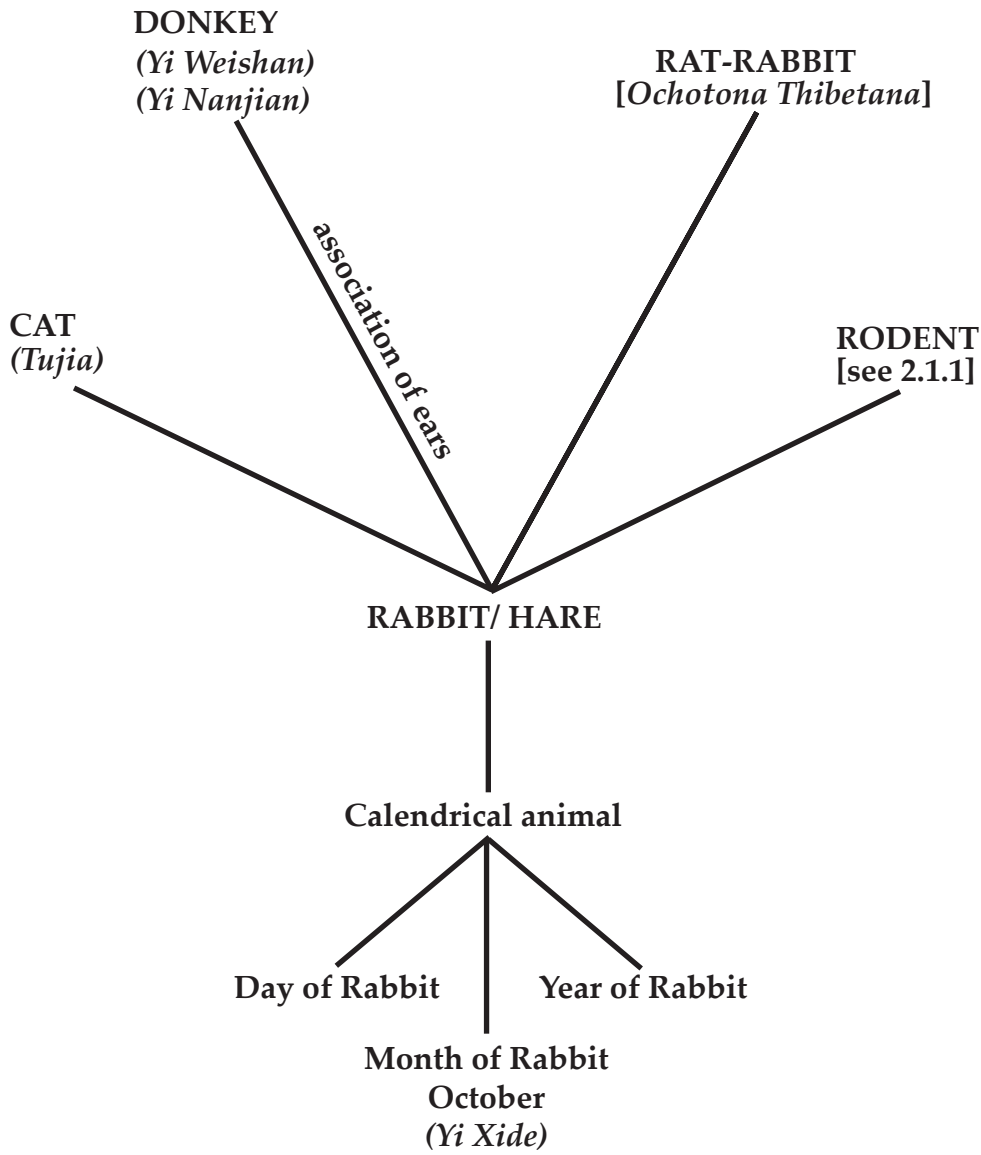 DONKEY
(Yi Weishan)
(Yi Nanjian)
RAT-RABBIT
[Ochotona Thibetana]
association of ears
CAT
(Tujia)
RODENT
[see 2.1.1]
RABBIT/ HARE
Calendrical animal
Day of Rabbit
Year of Rabbit
Month of Rabbit
October
(Yi Xide)